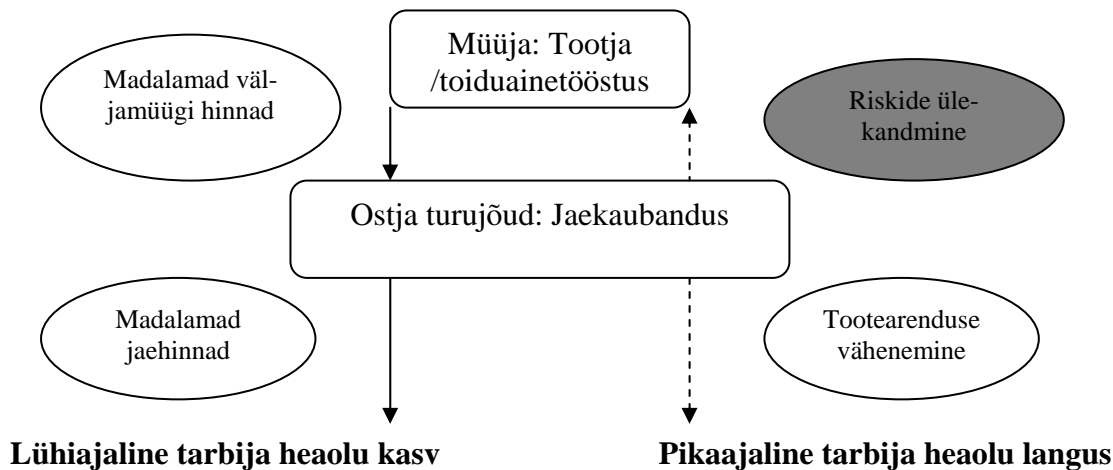 Müüja: Tootja
/toiduainetööstus
Madalamad väl-
jamüügi hinnad
Riskide üle-
kandmine
Ostja turujõud: Jaekaubandus
Madalamad
jaehinnad
Tootearenduse
vähenemine
Lühiajaline tarbija heaolu kasv
Pikaajaline tarbija heaolu langus